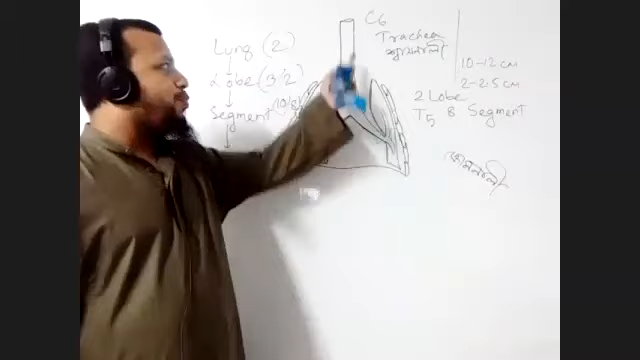 Lung (2)
Lobe (3/2)
Segment (10/8)
C6
Trachea
শ্বাসনালী
10-12 CM
2-2.5 CM
2 Lobe
T5 8 Segment